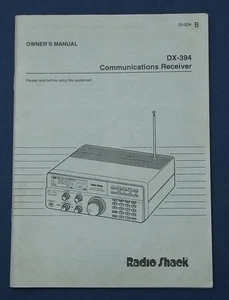 20-224 B
OWNER'S MANUAL
DX-394
Communications Receiver
Please read before using this equipment.
Radio Shack